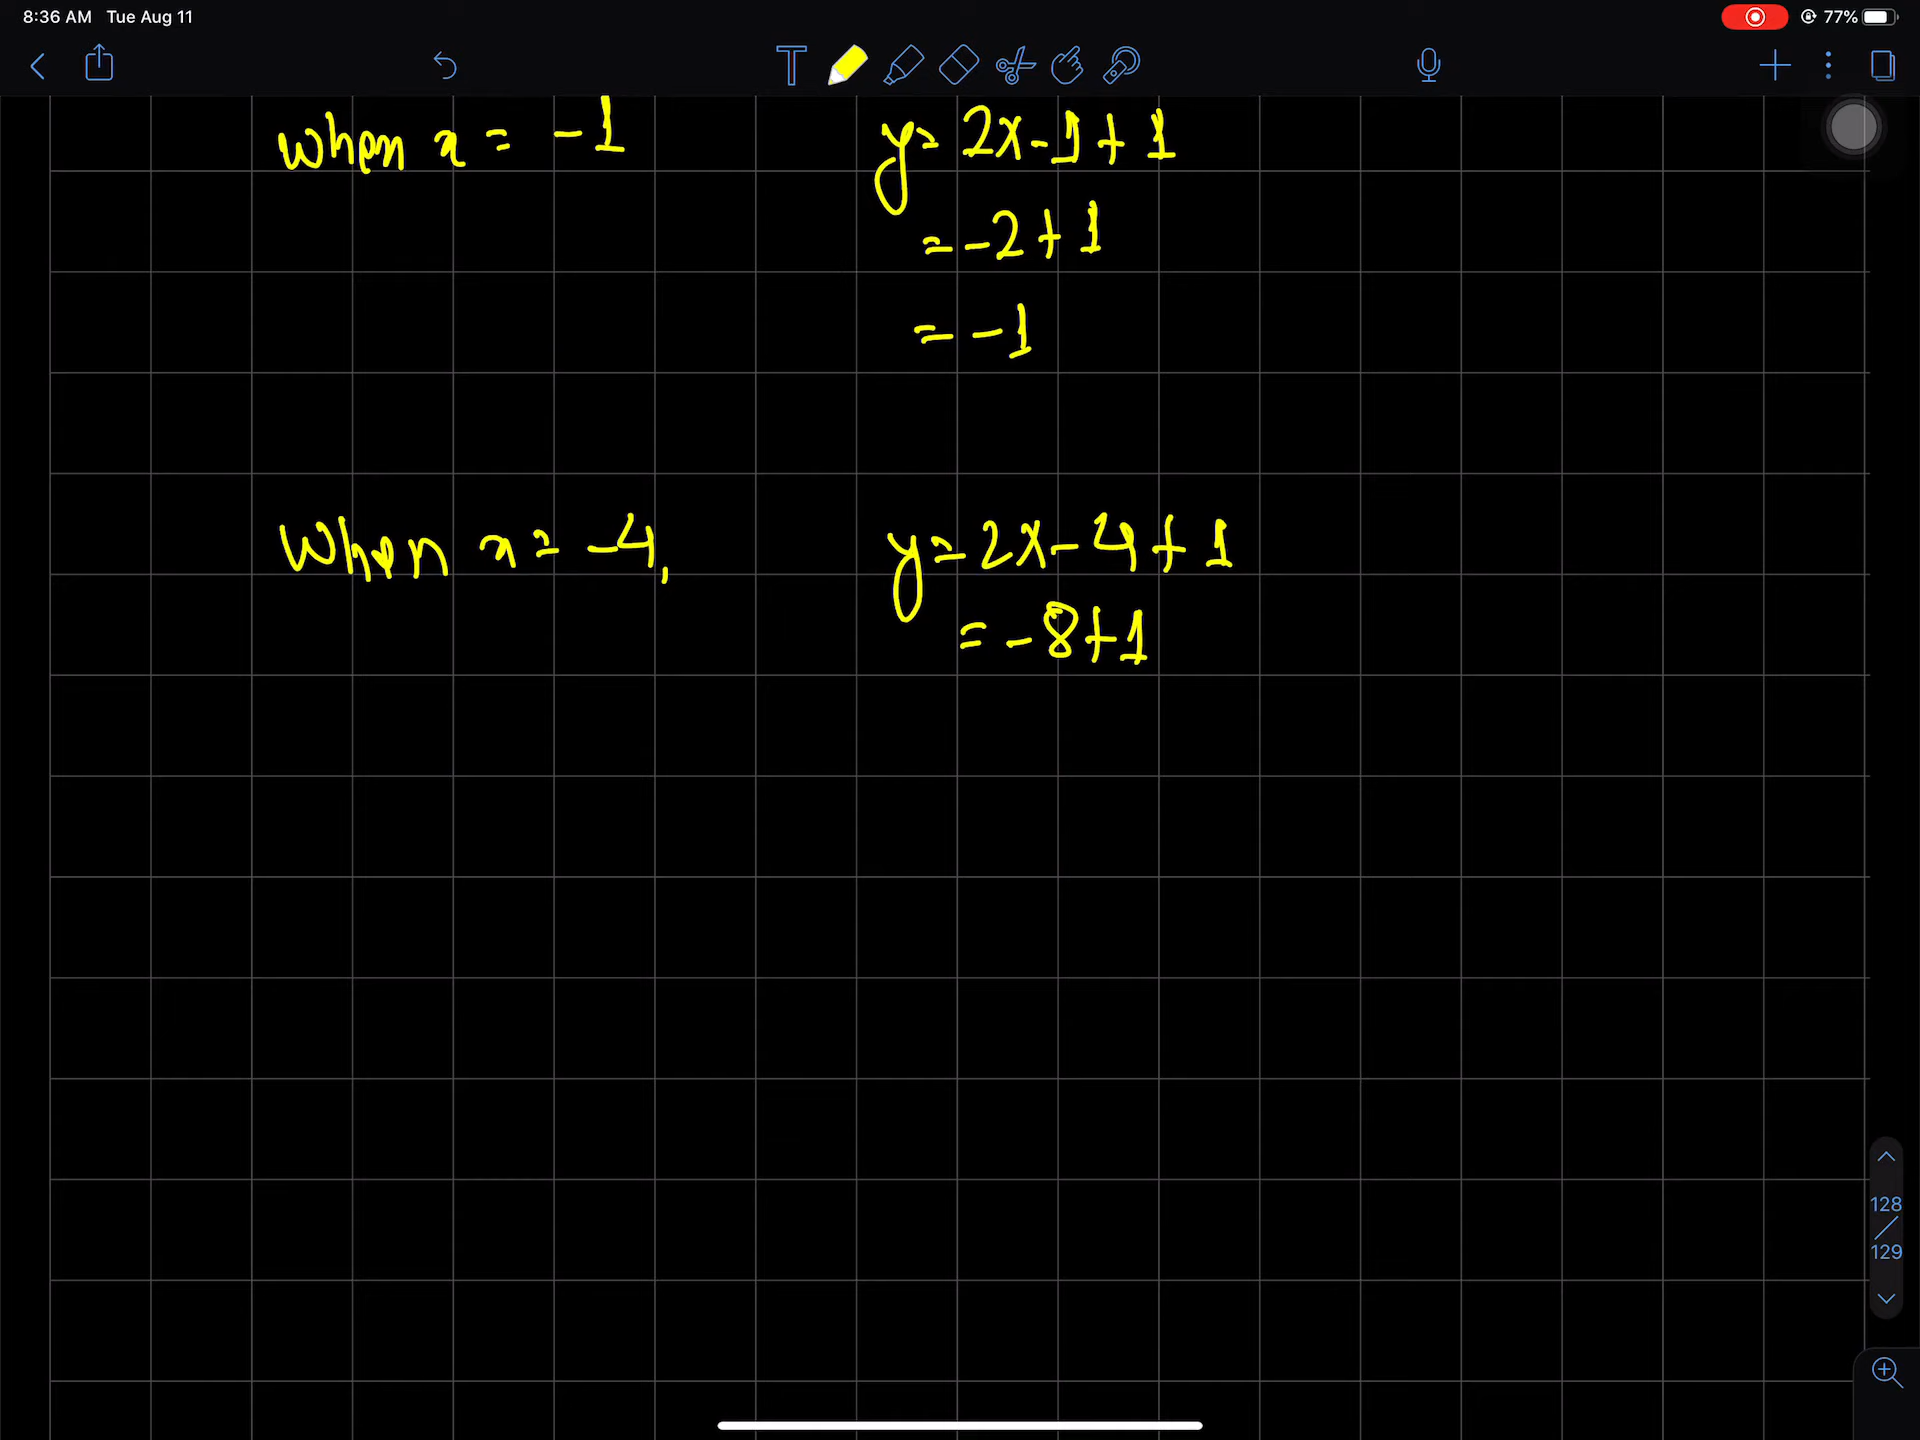 8:36 AM Tue Aug 11 77%
T
When x = -1 y = 2x-1+1
= -2+1
= -1
When x = -4, y = 2x-4+1
= -8+1
128
129